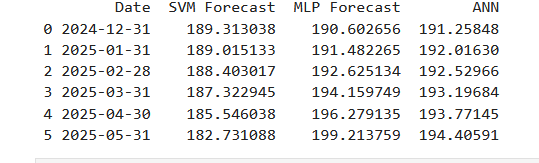 Date SVM Forecast MLP Forecast ANN
0 2024-12-31 189.313038 190.602656 191.25848
1 2025-01-31 189.015133 191.482265 192.01630
2 2025-02-28 188.403017 192.625134 192.52966
3 2025-03-31 187.322945 194.159749 193.19684
4 2025-04-30 185.546038 196.279135 193.77145
5 2025-05-31 182.731088 199.213759 194.40591